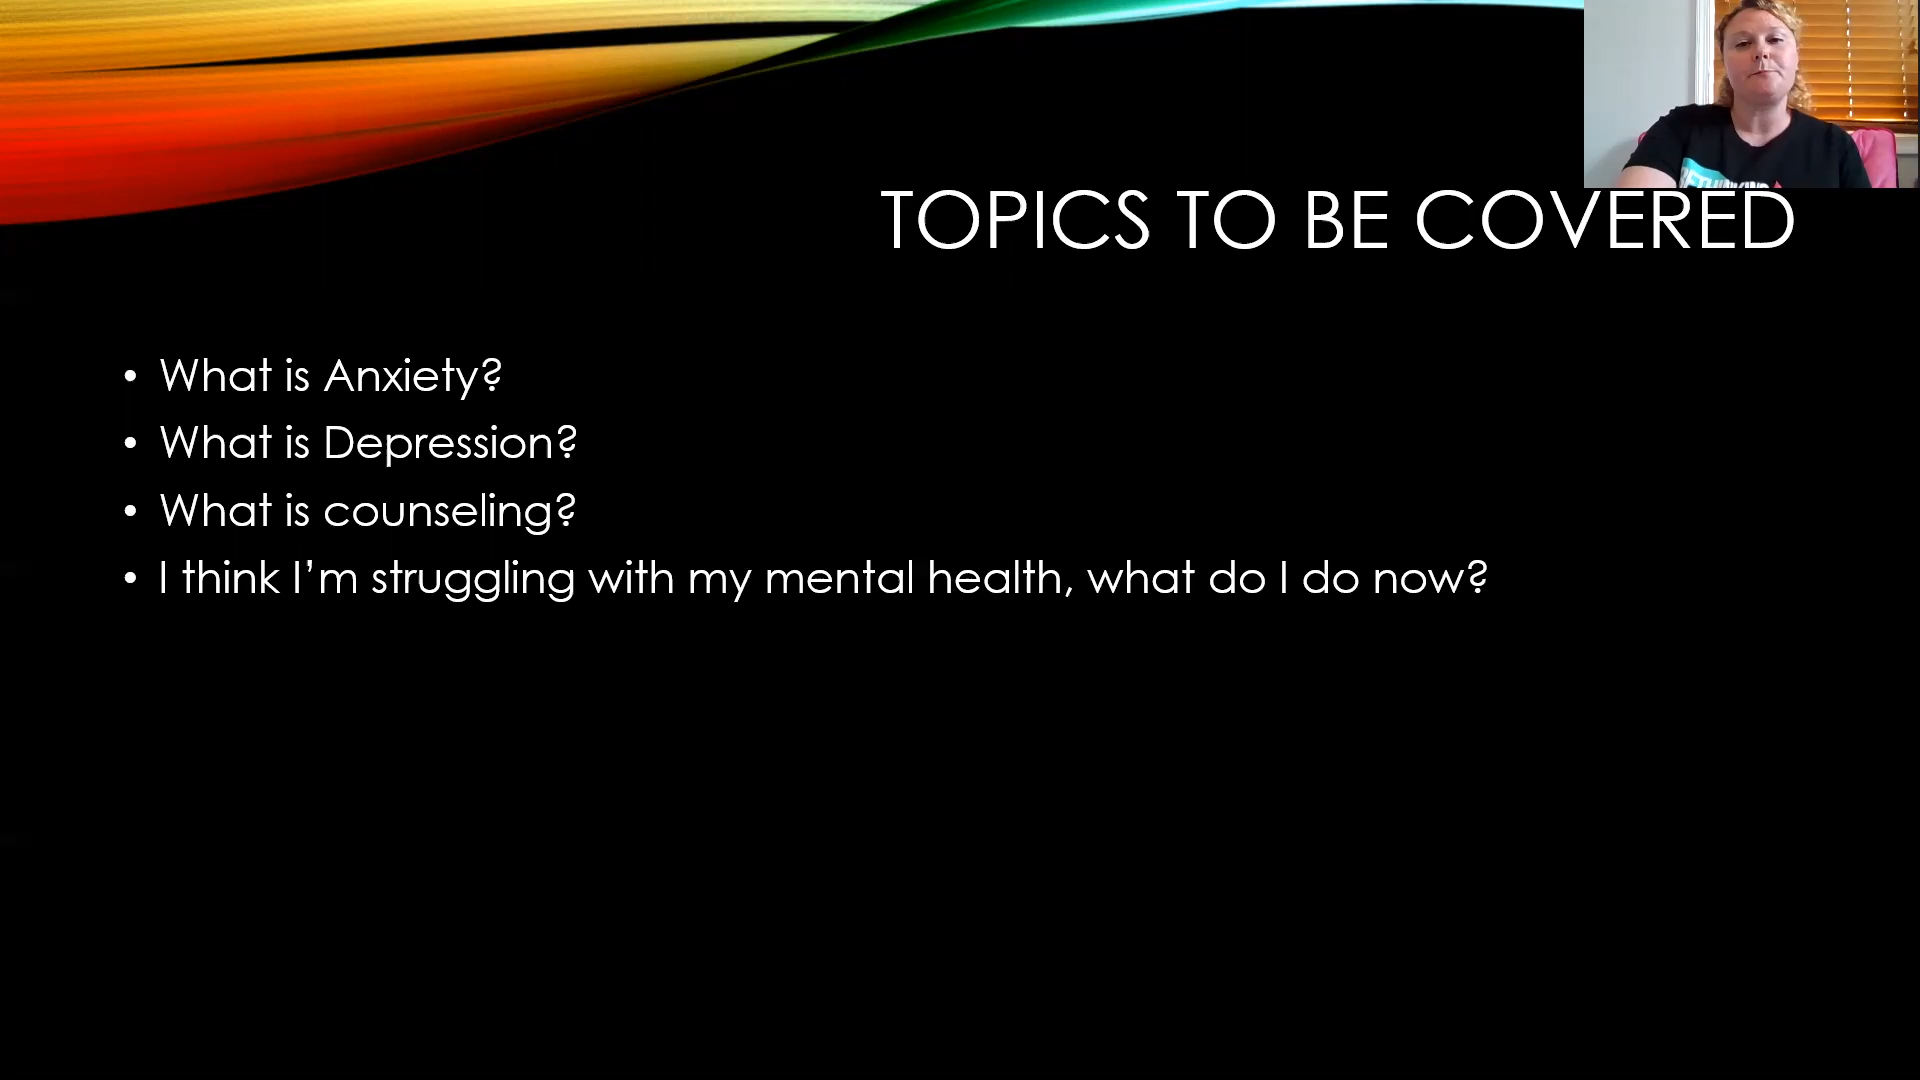 TOPICS TO BE COVERED
• What is Anxiety?
• What is Depression?
• What is counseling?
• I think I’m struggling with my mental health, what do I do now?